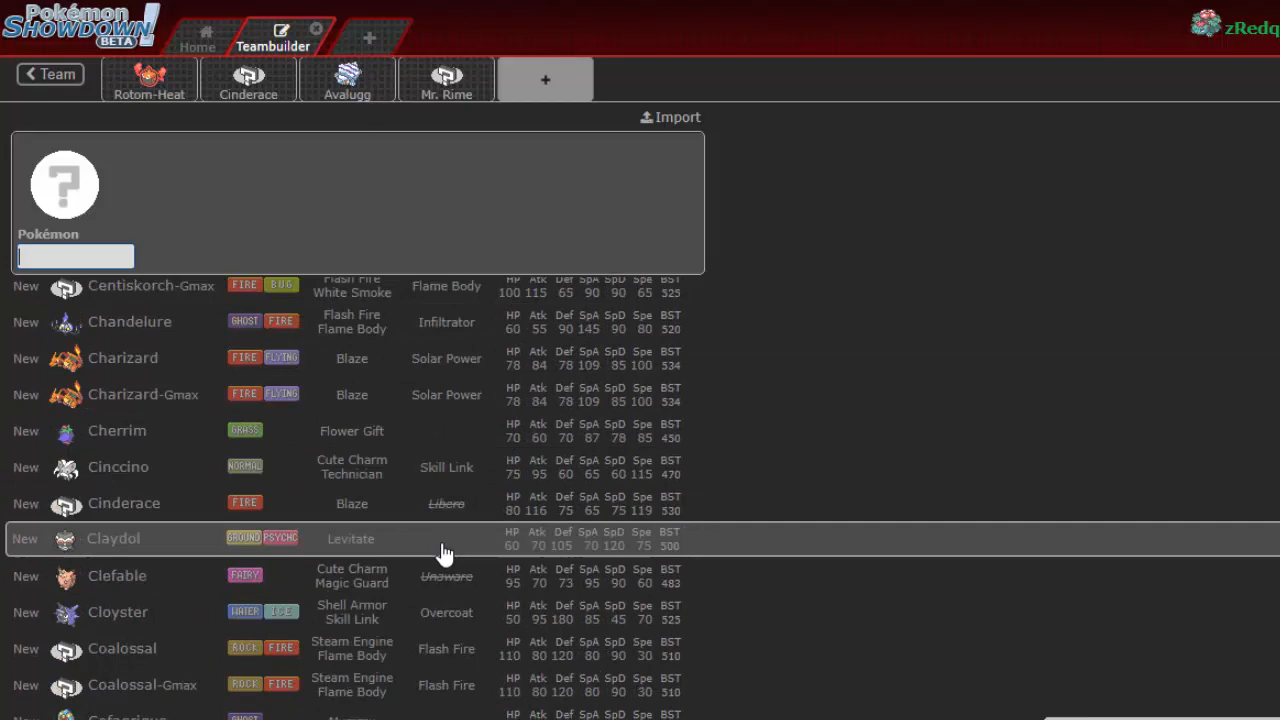 Pokémon
SHOWDOWN!
BETA
Home
Teambuilder
+
zRedq
< Team
Rotom-Heat
Cinderace
Avalugg
Mr. Rime
+
Import
Pokémon
New Centiskorch-Gmax FIRE BUG Flash Fire White Smoke Flame Body HP 100 Atk 115 Def 65 SpA 90 SpD 90 Spe 65 BST 525
New Chandelure GHOST FIRE Flash Fire Flame Body Infiltrator HP 60 Atk 55 Def 90 SpA 145 SpD 90 Spe 80 BST 520
New Charizard FIRE FLYING Blaze Solar Power HP 78 Atk 84 Def 78 SpA 109 SpD 85 Spe 100 BST 534
New Charizard-Gmax FIRE FLYING Blaze Solar Power HP 78 Atk 84 Def 78 SpA 109 SpD 85 Spe 100 BST 534
New Cherrim GRASS Flower Gift HP 70 Atk 60 Def 70 SpA 87 SpD 78 Spe 85 BST 450
New Cinccino NORMAL Cute Charm Technician Skill Link HP 75 Atk 95 Def 60 SpA 65 SpD 60 Spe 115 BST 470
New Cinderace FIRE Blaze Libero HP 80 Atk 116 Def 75 SpA 65 SpD 75 Spe 119 BST 530
New Claydol GROUND PSYCHC Levitate HP 60 Atk 70 Def 105 SpA 70 SpD 120 Spe 75 BST 500
New Clefable FAIRY Cute Charm Magic Guard Unaware HP 95 Atk 70 Def 73 SpA 95 SpD 90 Spe 60 BST 483
New Cloyster WATER ICE Shell Armor Skill Link Overcoat HP 50 Atk 95 Def 180 SpA 85 SpD 45 Spe 70 BST 525
New Coalossal ROCK FIRE Steam Engine Flame Body Flash Fire HP 110 Atk 80 Def 120 SpA 80 SpD 90 Spe 30 BST 510
New Coalossal-Gmax ROCK FIRE Steam Engine Flame Body Flash Fire HP 110 Atk 80 Def 120 SpA 80 SpD 90 Spe 30 BST 510
HP Atk Def SpA SpD Spe BST